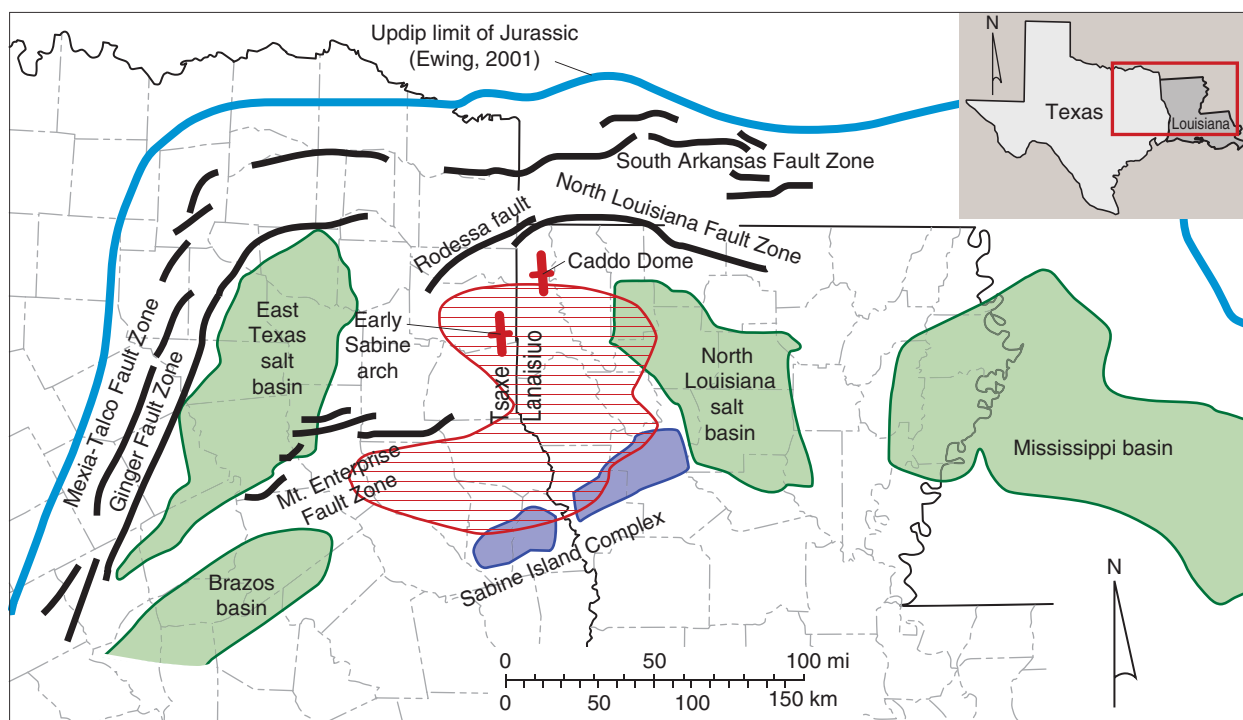 Updip limit of Jurassic
(Ewing, 2001)
N
Texas
Louisiana
South Arkansas Fault Zone
North Louisiana Fault Zone
Rodessa fault
Caddo Dome
Mexia-Talco Fault Zone
Ginger Fault Zone
East
Texas
salt
basin
Early
Sabine
arch
Tsaxe
Lanaisiuo
North
Louisiana
salt
basin
Mississippi basin
Mt. Enterprise
Fault Zone
Sabine Island Complex
Brazos
basin
N
0 50 100 mi
0 50 100 150 km